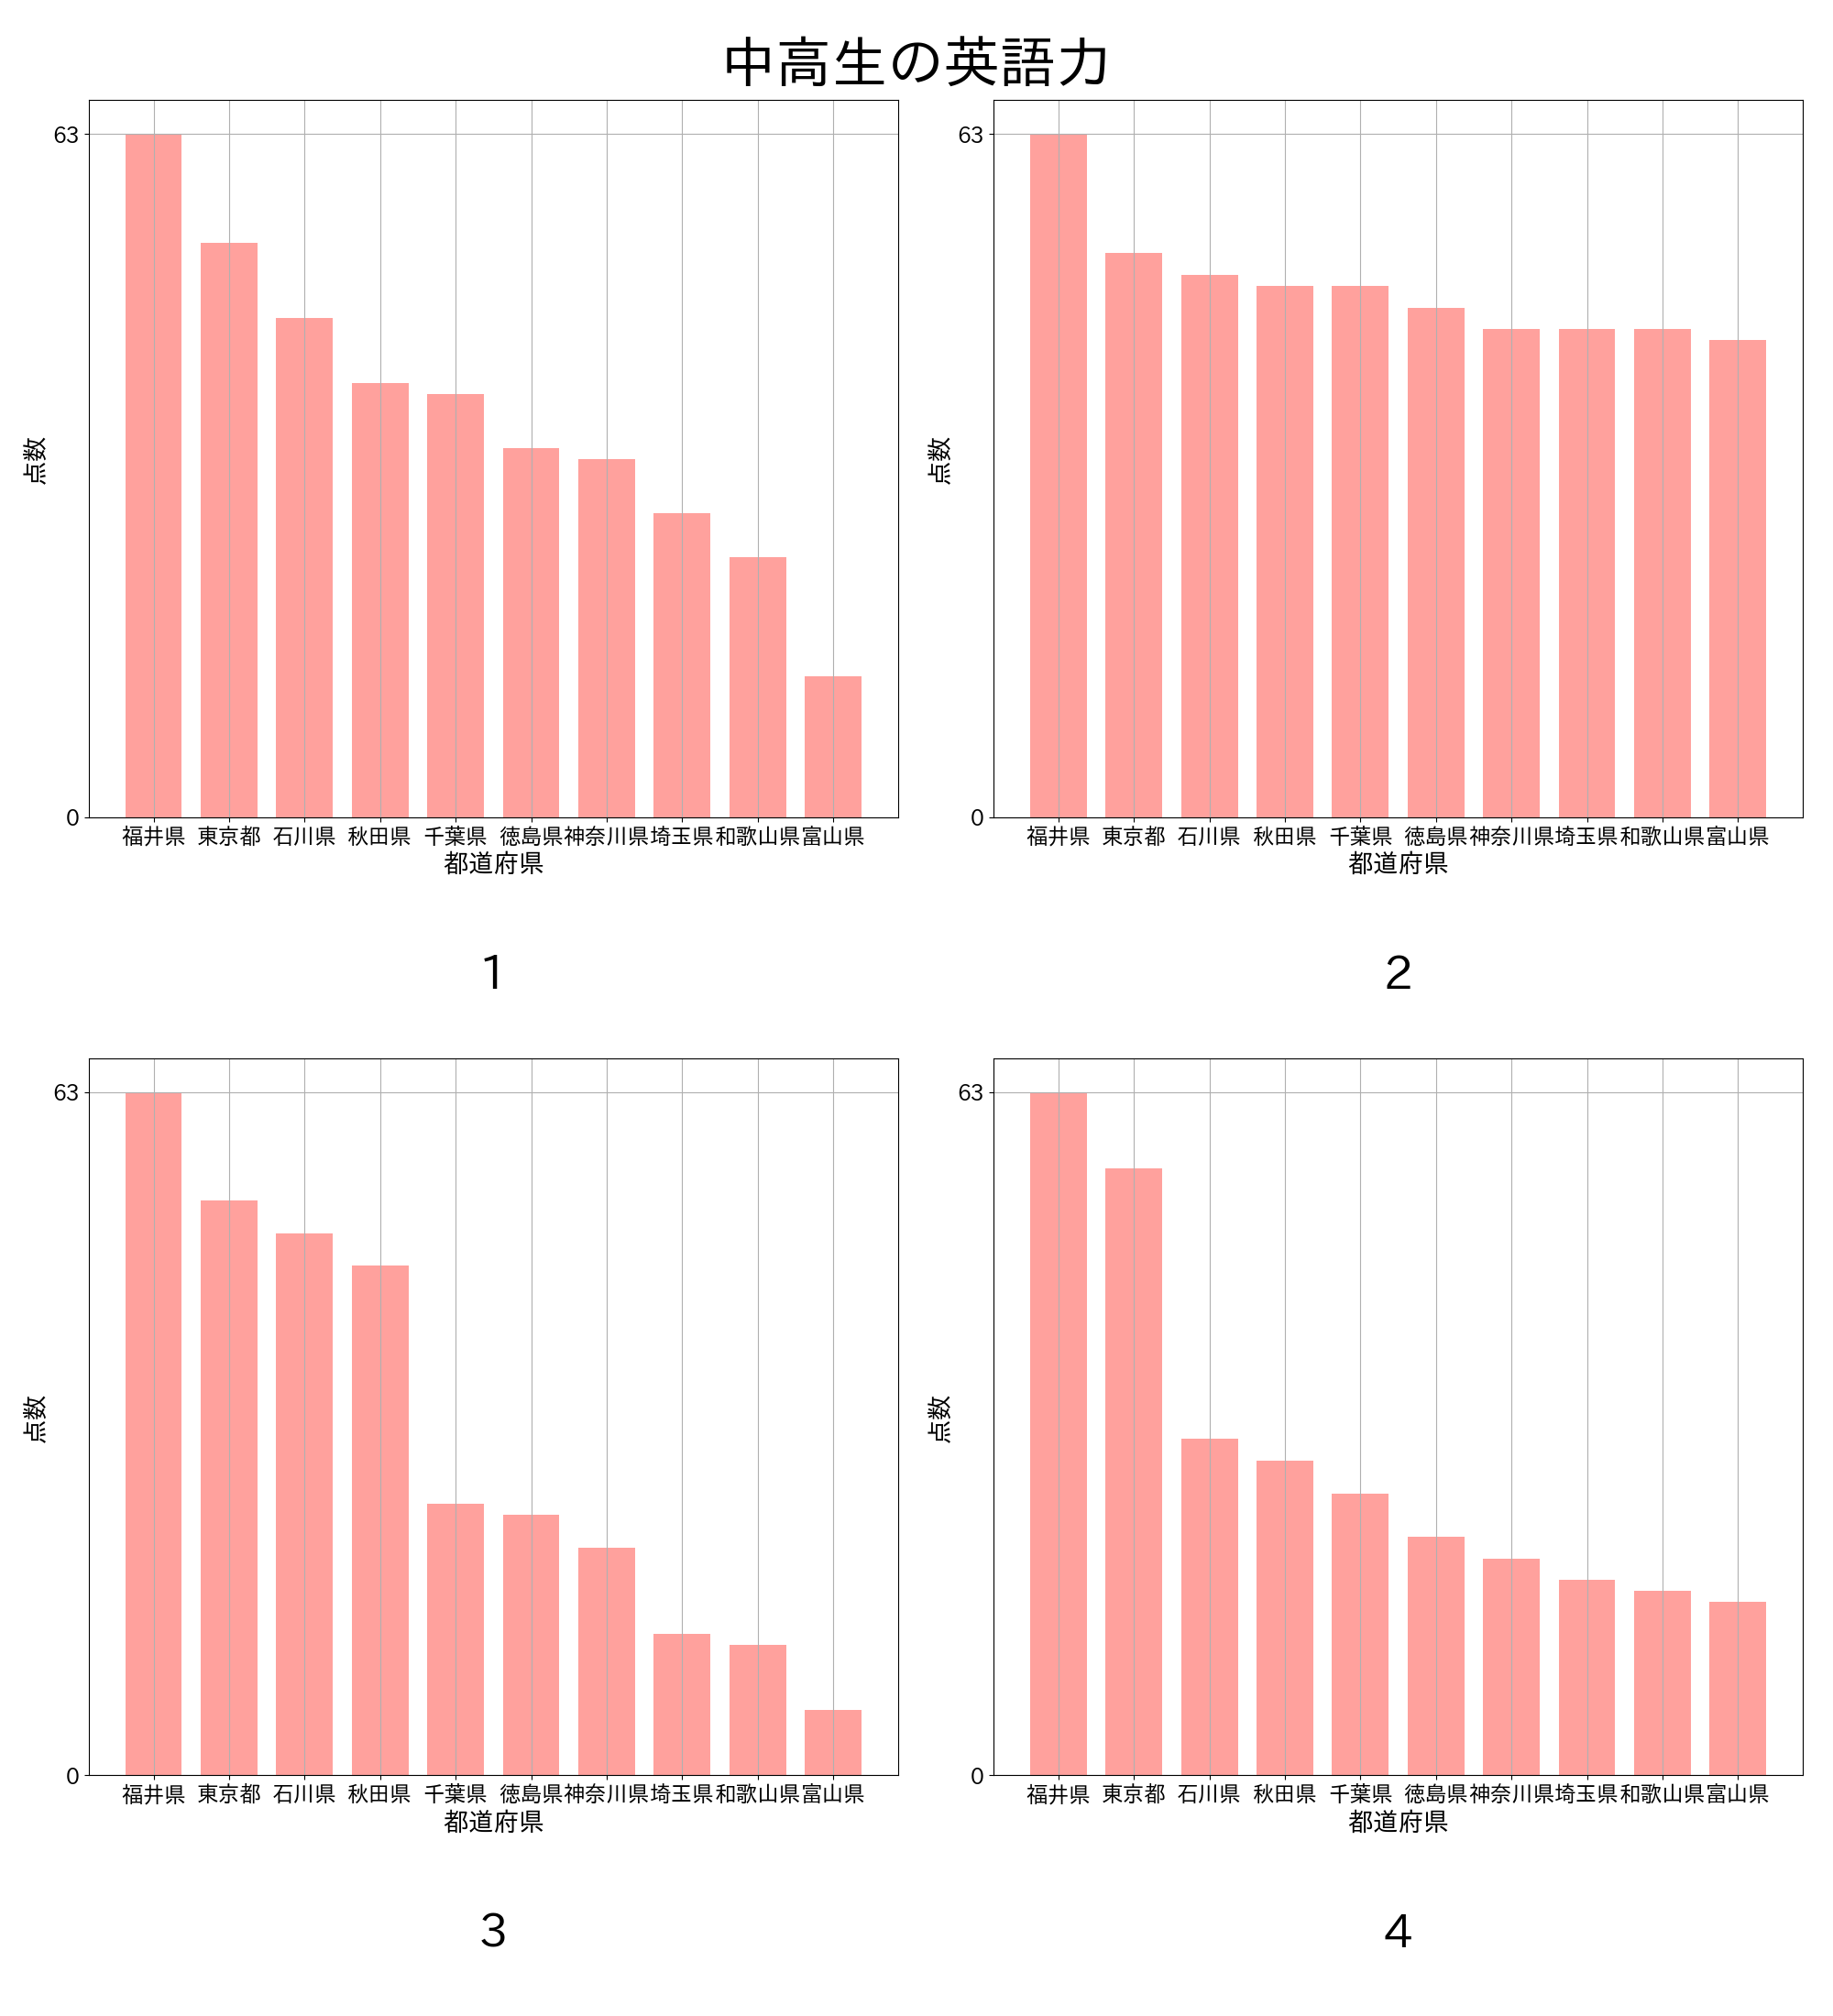 中高生の英語力
63
0
点数
福井県 東京都 石川県 秋田県 千葉県 徳島県 神奈川県 埼玉県 和歌山県 富山県
都道府県
1
63
0
点数
福井県 東京都 石川県 秋田県 千葉県 徳島県 神奈川県 埼玉県 和歌山県 富山県
都道府県
2
63
0
点数
福井県 東京都 石川県 秋田県 千葉県 徳島県 神奈川県 埼玉県 和歌山県 富山県
都道府県
3
63
0
点数
福井県 東京都 石川県 秋田県 千葉県 徳島県 神奈川県 埼玉県 和歌山県 富山県
都道府県
4